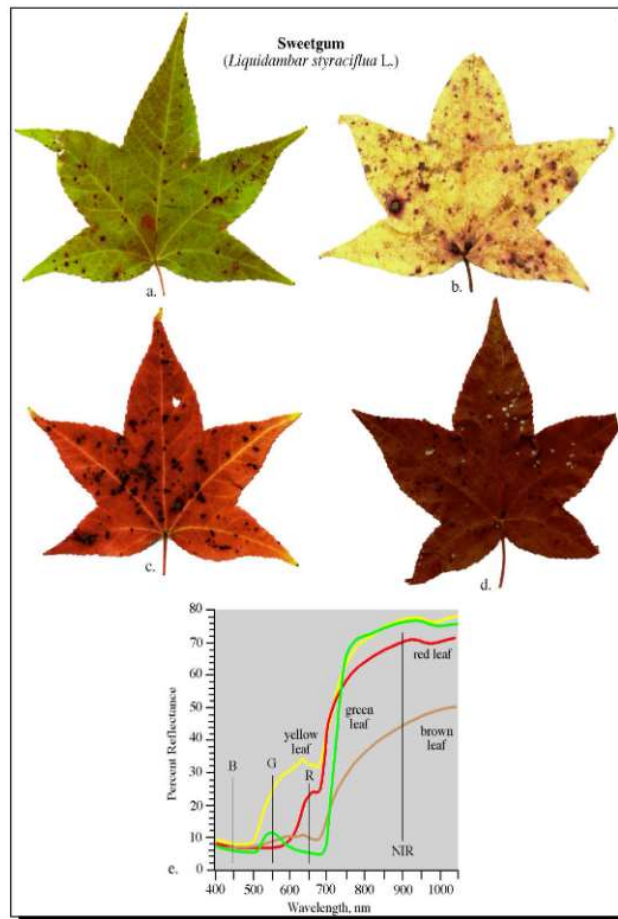 Sweetgum
(Liquidambar styraciflua L.)
a.
b.
c.
d.
80
70
60
50
40
30
20
10
0
Percent Reflectance
B
G
R
NIR
yellow
leaf
green
leaf
red leaf
brown
leaf
e.
400 500 600 700 800 900 1000
Wavelength, nm